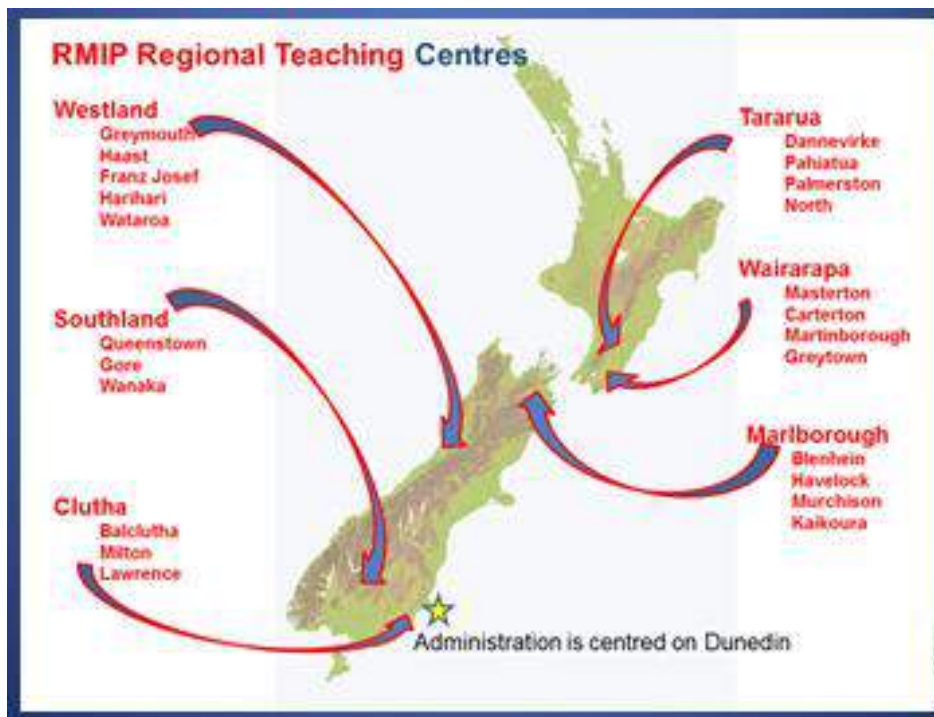 RMIP Regional Teaching Centres
Westland
Greymouth
Haast
Franz Josef
Harihari
Wataroa
Southland
Queenstown
Gore
Wanaka
Clutha
Balclutha
Milton
Lawrence
Tararua
Dannevirke
Pahiatua
Palmerston
North
Wairarapa
Masterton
Carterton
Martinborough
Greytown
Marlborough
Blenhein
Havelock
Murchison
Kaikoura
Administration is centred on Dunedin